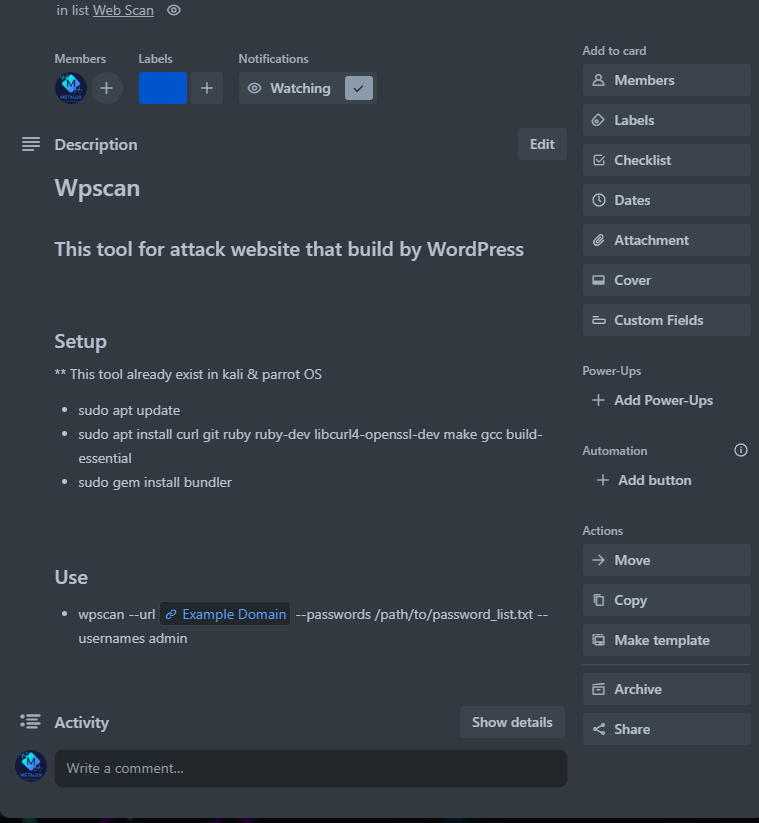 in list Web Scan
Members
Labels
Notifications
Watching
Description
Edit
Wpscan
This tool for attack website that build by WordPress
Setup
** This tool already exist in kali & parrot OS
sudo apt update
sudo apt install curl git ruby ruby-dev libcurl4-openssl-dev make gcc build-
essential
sudo gem install bundler
Use
wpscan --url Example Domain --passwords /path/to/password_list.txt --
usernames admin
Activity
Show details
METALUX
Write a comment...
Add to card
Members
Labels
Checklist
Dates
Attachment
Cover
Custom Fields
Power-Ups
Add Power-Ups
Automation
Add button
Actions
Move
Copy
Make template
Archive
Share